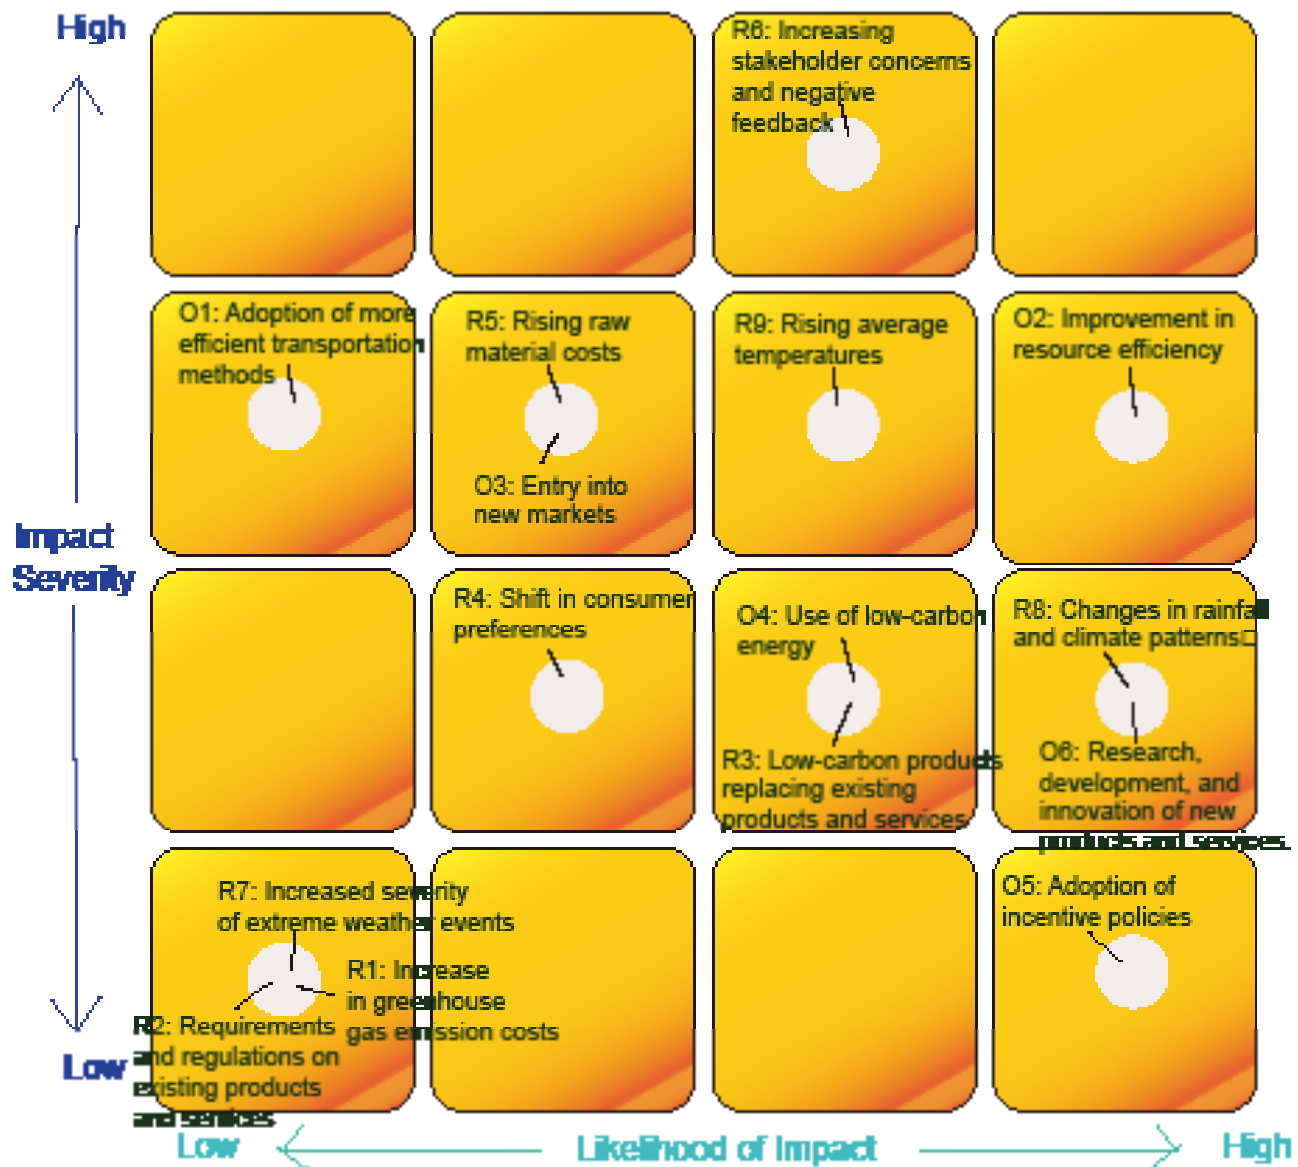 High
R6: Increasing
stakeholder concerns
and negative
feedback
O1: Adoption of more
efficient transportation
methods
R5: Rising raw
material costs
O3: Entry into
new markets
R9: Rising average
temperatures
O2: Improvement in
resource efficiency
Impact
Severity
R4: Shift in consumer
preferences
O4: Use of low-carbon
energy
R3: Low-carbon products
replacing existing
products and services
R8: Changes in rainfall
and climate patterns□
O6: Research,
development, and
innovation of new
products and services
R7: Increased severity
of extreme weather events
R1: Increase
in greenhouse
gas emission costs
R2: Requirements
and regulations on
existing products
and services
O5: Adoption of
incentive policies
Low
Low
Likelihood of Impact
High